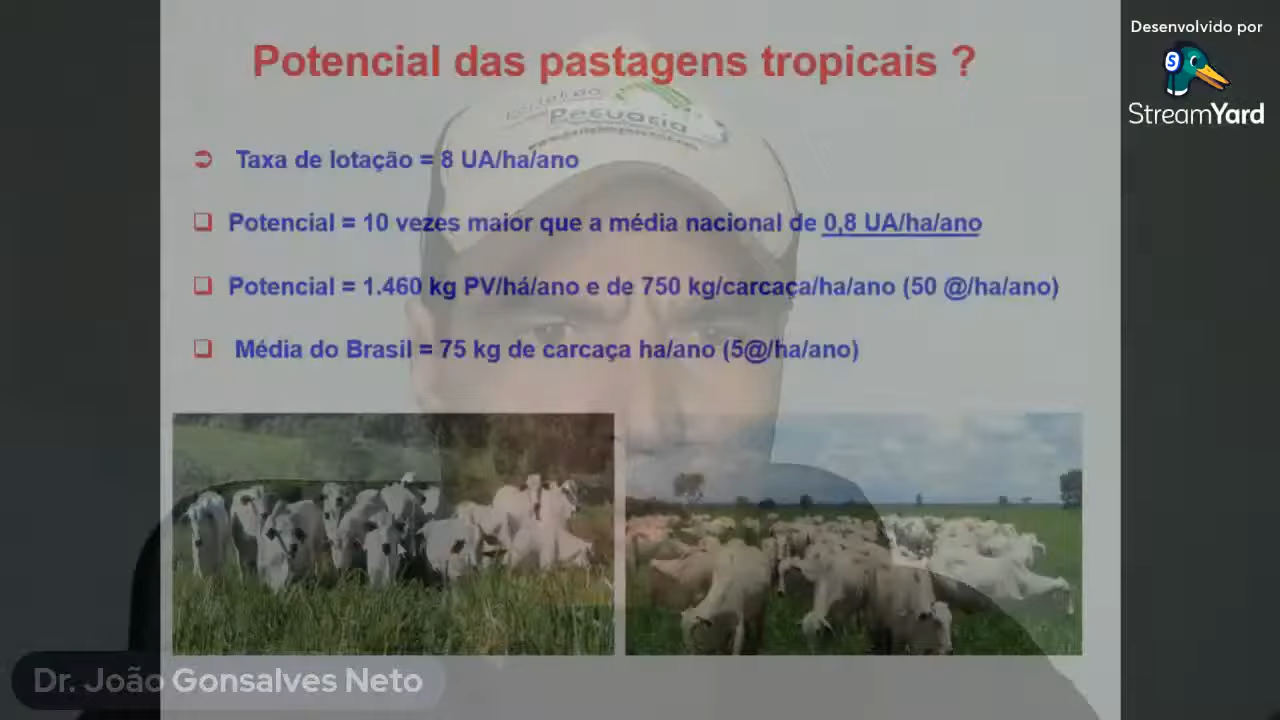 Desenvolvido por
StreamYard
Potencial das pastagens tropicais ?
Pecuária
Taxa de lotação = 8 UA/ha/ano
Potencial = 10 vezes maior que a média nacional de 0,8 UA/ha/ano
Potencial = 1.460 kg PV/há/ano e de 750 kg/carcaça/ha/ano (50 @/ha/ano)
Média do Brasil = 75 kg de carcaça ha/ano (5@/ha/ano)
Dr. João Gonsalves Neto